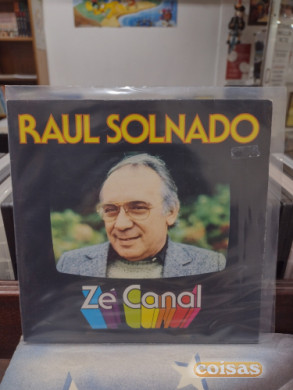 RAUL SOLNADO
Zé Canal
coisas